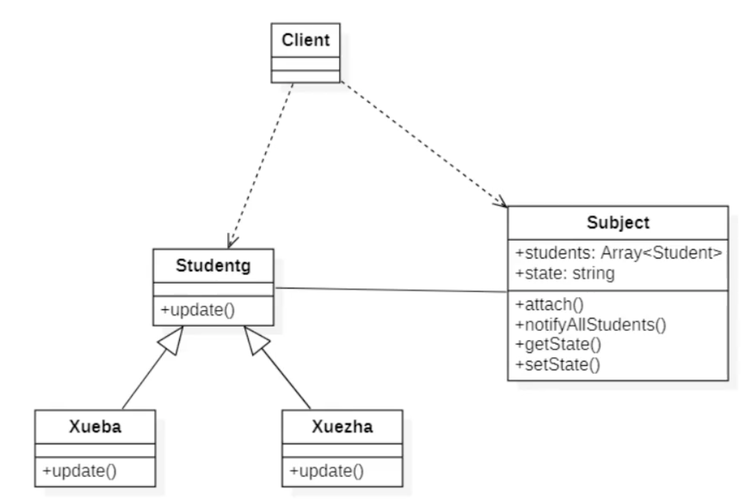 Client
Subject
+students: Array<Student>
+state: string
+attach()
+notifyAllStudents()
+getState()
+setState()
Studentg
+update()
Xueba
+update()
Xuezha
+update()